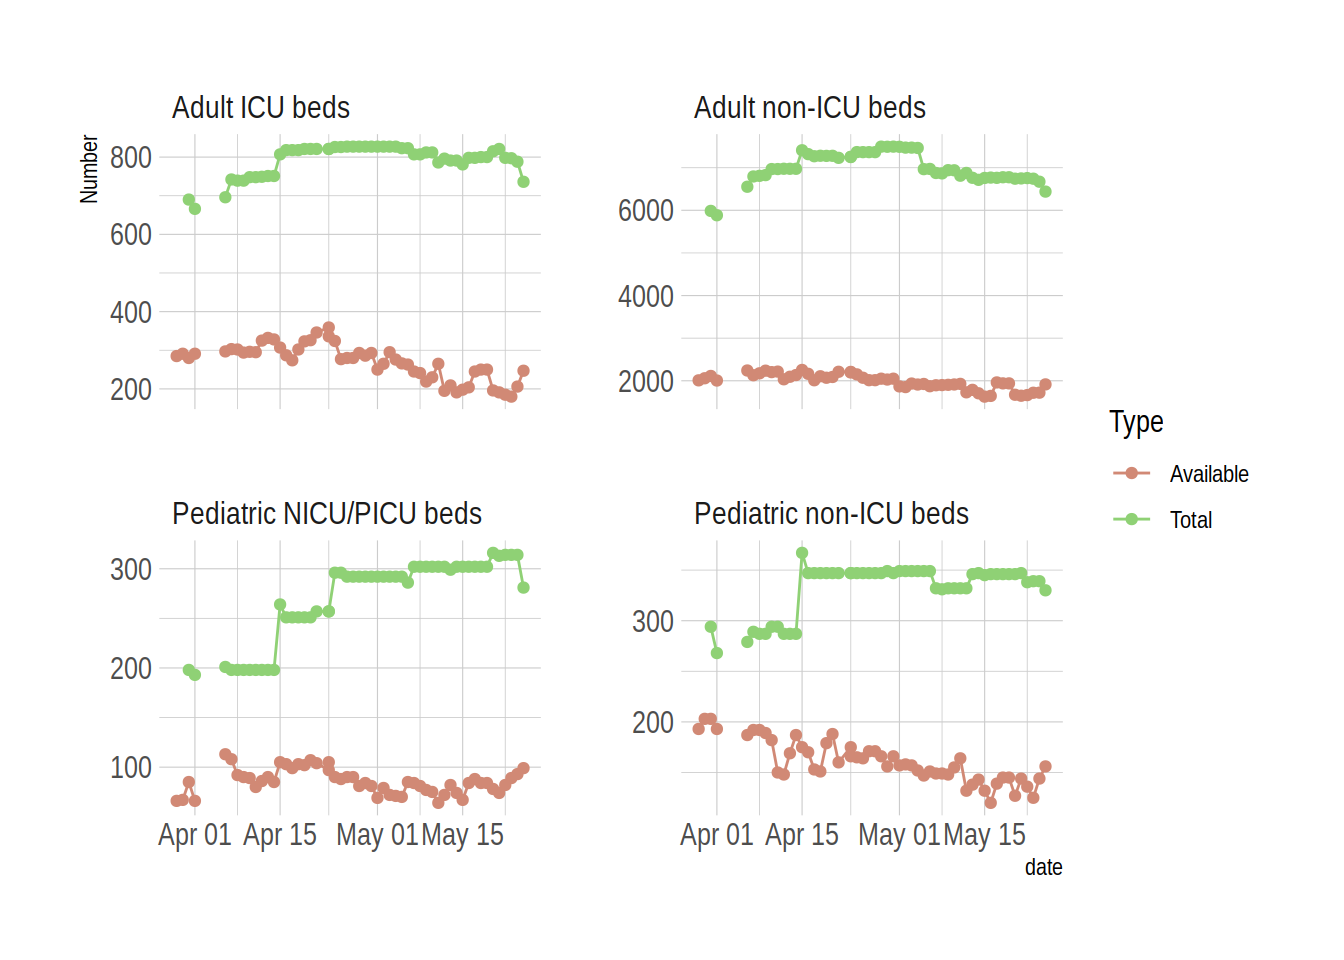 Adult ICU beds
Adult non-ICU beds
Number
800
600
400
200
6000
4000
2000
Type
Available
Total
Pediatric NICU/PICU beds
Pediatric non-ICU beds
300
200
100
300
200
Apr 01 Apr 15 May 01 May 15
Apr 01 Apr 15 May 01 May 15
date